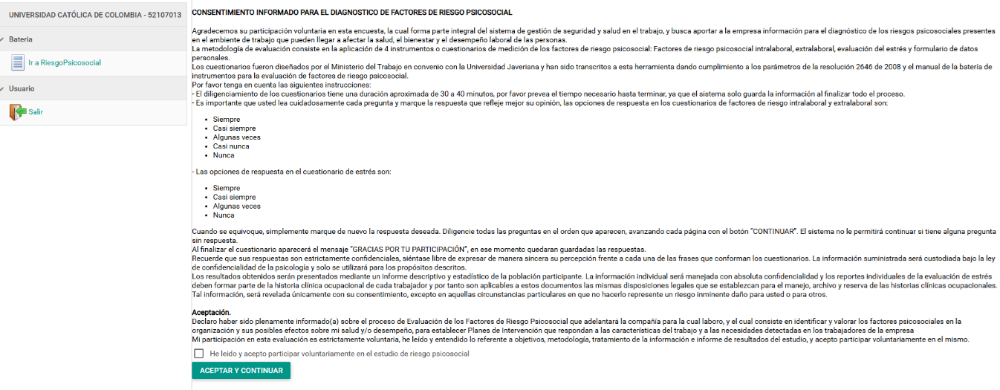 UNIVERSIDAD CATÓLICA DE COLOMBIA - 52107013
Bateria
Ir a RiesgoPsicosocial
Usuario
Salir
CONSENTIMIENTO INFORMADO PARA EL DIAGNOSTICO DE FACTORES DE RIESGO PSICOSOCIAL
Agradecemos su participación voluntaria en esta encuesta, la cual forma parte integral del sistema de gestión de seguridad y salud en el trabajo, y busca aportar a la empresa información para el diagnóstico de los riesgos psicosociales presentes
en el ambiente de trabajo que pueden llegar a afectar la salud, el bienestar y el desempeño laboral de las personas.
La metodología de evaluación consiste en la aplicación de 4 instrumentos o cuestionarios de medición de los factores de riesgo psicosocial: Factores de riesgo psicosocial intralaboral, extralaboral, evaluación del estrés y formulario de datos
personales.
Los cuestionarios fueron diseñados por el Ministerio del Trabajo en convenio con la Universidad Javeriana y han sido transcritos a esta herramienta dando cumplimiento a los parámetros de la resolución 2646 de 2008 y el manual de la batería de
instrumentos para la evaluación de factores de riesgo psicosocial.
Por favor tenga en cuenta las siguientes instrucciones:
- El diligenciamiento de los cuestionarios tiene una duración aproximada de 30 a 40 minutos, por favor prevea el tiempo necesario hasta terminar, ya que el sistema solo guarda la información al finalizar todo el proceso.
- Es importante que usted lea cuidadosamente cada pregunta y marque la respuesta que refleje mejor su opinión, las opciones de respuesta en los cuestionarios de factores de riesgo intralaboral y extralaboral son:
• Siempre
• Casi siempre
• Algunas veces
• Casi nunca
• Nunca
- Las opciones de respuesta en el cuestionario de estrés son:
• Siempre
• Casi siempre
• Algunas veces
• Nunca
Cuando se equivoque, simplemente marque de nuevo la respuesta deseada. Diligencie todas las preguntas en el orden que aparecen, avanzando cada página con el botón “CONTINUAR”. El sistema no le permitirá continuar si tiene alguna pregunta
sin respuesta.
Al finalizar el cuestionario aparecerá el mensaje “GRACIAS POR TU PARTICIPACIÓN”, en ese momento quedaran guardadas las respuestas.
Recuerde que sus respuestas son estrictamente confidenciales, siéntase libre de expresar de manera sincera su percepción frente a cada una de las frases que conforman los cuestionarios. La información suministrada será custodiada bajo la ley
de confidencialidad de la psicología y solo se utilizará para los propósitos descritos.
Los resultados obtenidos serán presentados mediante un informe descriptivo y estadístico de la población participante. La información individual será manejada con absoluta confidencialidad y los reportes individuales de la evaluación de estrés
deben formar parte de la historia clínica ocupacional de cada trabajador y por tanto son aplicables a estos documentos las mismas disposiciones legales que se establezcan para el manejo, archivo y reserva de las historias clínicas ocupacionales.
Tal información, será revelada únicamente con su consentimiento, excepto en aquellas circunstancias particulares en que no hacerlo represente un riesgo inminente daño para usted o para otros.
Aceptación.
Declaro haber sido plenamente informado(a) sobre el proceso de Evaluación de los Factores de Riesgo Psicosocial que adelantará la compañía para la cual laboro, y el cual consiste en identificar y valorar los factores psicosociales en la
organización y sus posibles efectos sobre mi salud y/o desempeño, para establecer Planes de Intervención que respondan a las características del trabajo y a las necesidades detectadas en los trabajadores de la empresa
Mi participación en esta evaluación es estrictamente voluntaria, he leído y entendido lo referente a objetivos, metodología, tratamiento de la información e informe de resultados del estudio, y acepto participar voluntariamente en el mismo.
He leido y acepto participar voluntariamente en el estudio de riesgo psicosocial
ACEPTAR Y CONTINUAR